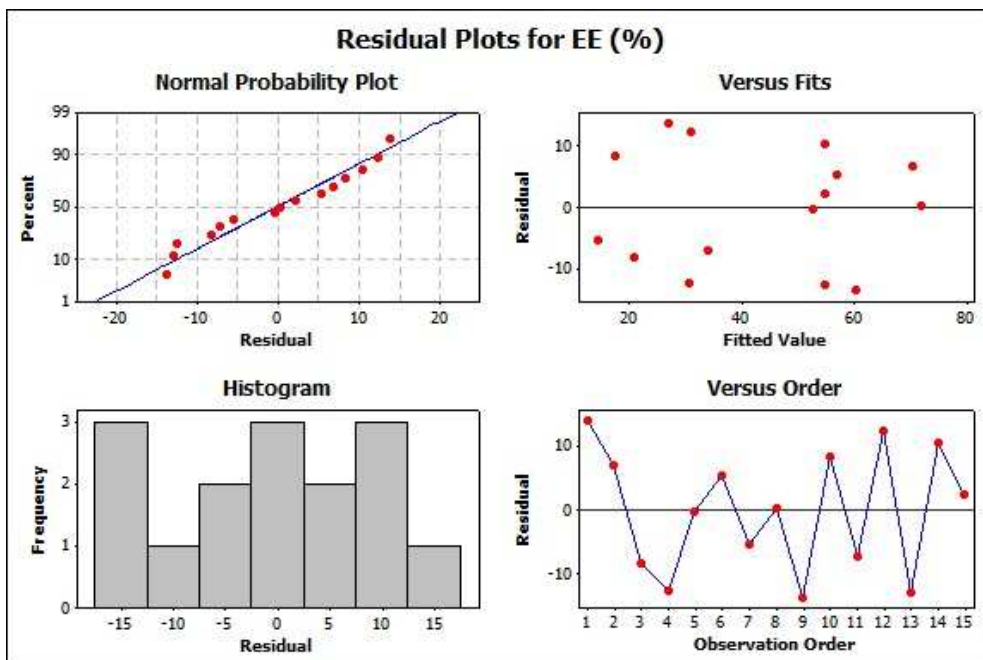 Residual Plots for EE (%)
Normal Probability Plot
99
90
50
10
1
Percent
-20 -10 0 10 20
Residual
Versus Fits
10
0
-10
Residual
20 40 60 80
Fitted Value
Histogram
3
2
1
0
Frequency
-15 -10 -5 0 5 10 15
Residual
Versus Order
10
0
-10
Residual
1 2 3 4 5 6 7 8 9 10 11 12 13 14 15
Observation Order